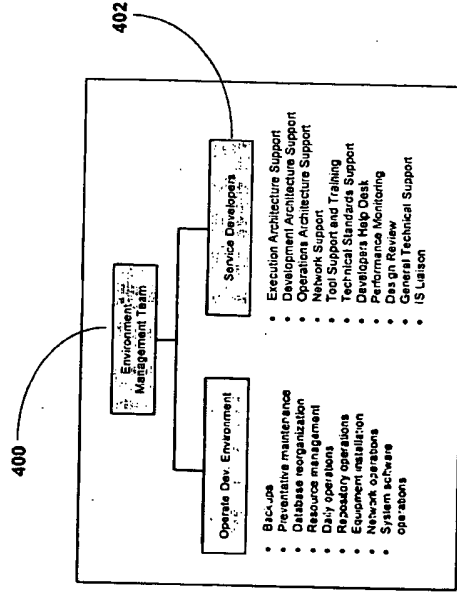 400
402
Environment
Management Team
Operate Dev. Environment
Service Developers
• Backups
• Preventative maintenance
• Database reorganization
• Resource management
• Daily operations
• Repository operations
• Equipment installation
• Network operations
• System software
operations
• Execution Architecture Support
• Development Architecture Support
• Operations Architecture Support
• Network Support
• Tool Support and Training
• Technical Standards Support
• Developers Help Desk
• Performance Monitoring
• Design Review
• General Technical Support
• IS Liaison